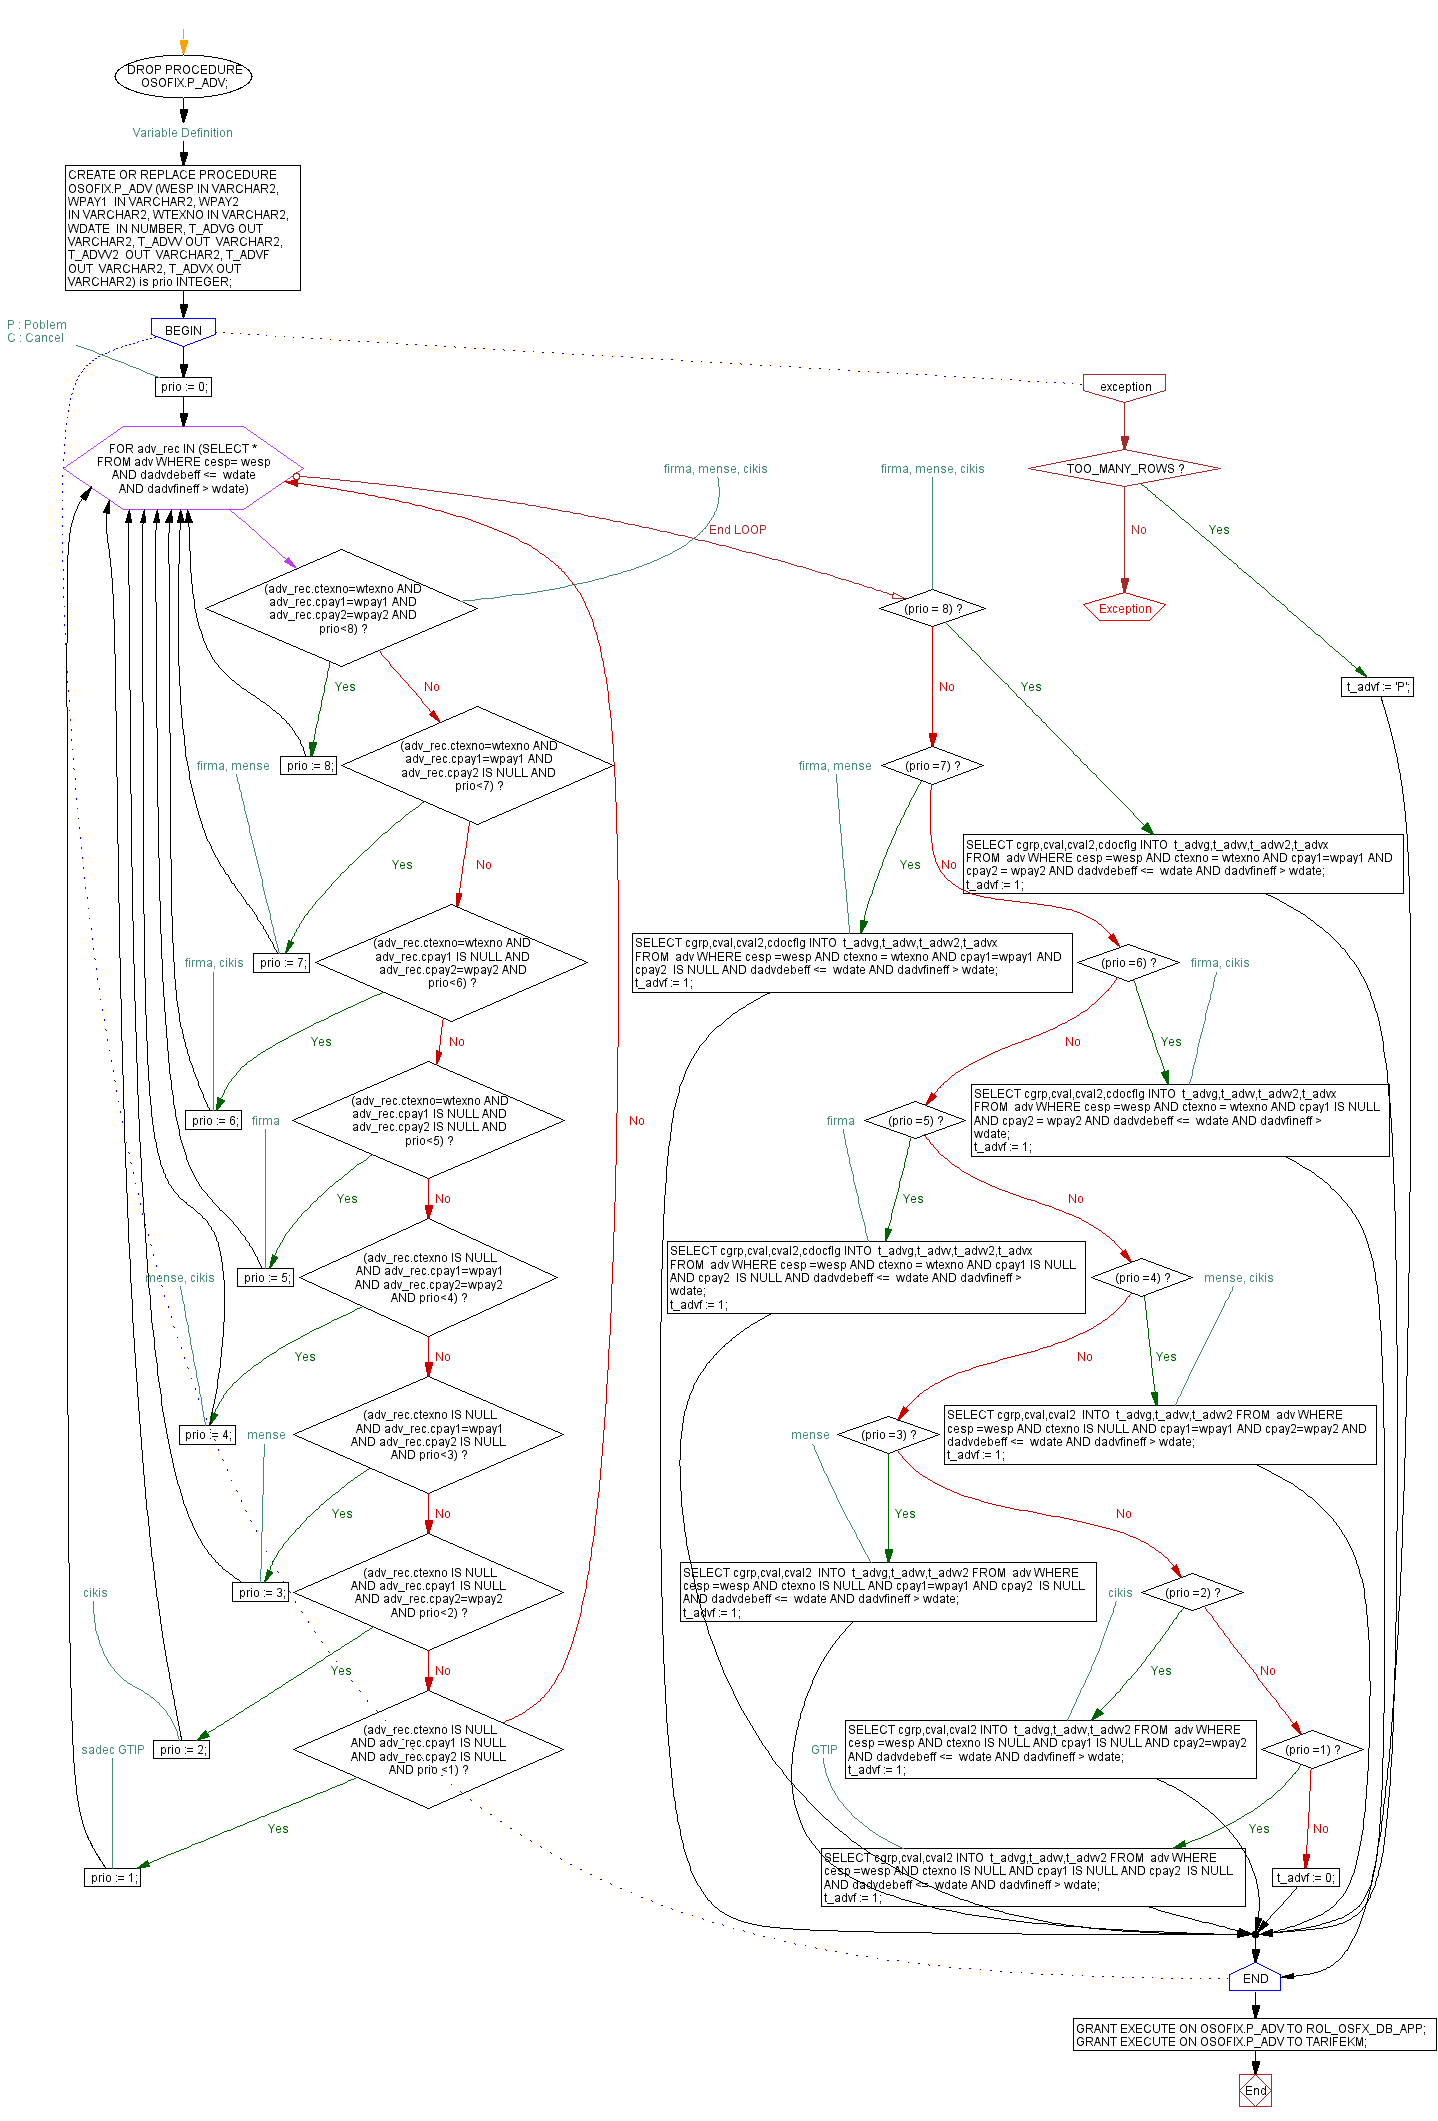 DROP PROCEDURE
OSOFIX.P_ADV;
Variable Definition
CREATE OR REPLACE PROCEDURE
OSOFIX.P_ADV (WESP IN VARCHAR2,
WPAY1  IN VARCHAR2, WPAY2
IN VARCHAR2, WTEXNO IN VARCHAR2,
WDATE  IN NUMBER, T_ADVG OUT
VARCHAR2, T_ADVV OUT  VARCHAR2,
T_ADVV2  OUT  VARCHAR2, T_ADVF
OUT  VARCHAR2, T_ADVX OUT
VARCHAR2) is prio INTEGER;
P : Poblem
C : Cancel
BEGIN
prio := 0;
FOR adv_rec IN (SELECT *
FROM adv WHERE cesp= wesp
AND dadvdebeff <=  wdate
AND dadvfineff > wdate)
End LOOP
firma, mense, cikis
(adv_rec.ctexno=wtexno AND
adv_rec.cpay1=wpay1 AND
adv_rec.cpay2=wpay2 AND
prio<8) ?
Yes
No
prio := 8;
firma, mense
(adv_rec.ctexno=wtexno AND
adv_rec.cpay1=wpay1 AND
adv_rec.cpay2 IS NULL AND
prio<7) ?
Yes
No
prio := 7;
firma, cikis
(adv_rec.ctexno=wtexno AND
adv_rec.cpay1 IS NULL AND
adv_rec.cpay2=wpay2 AND
prio<6) ?
Yes
No
prio := 6;
firma
(adv_rec.ctexno=wtexno AND
adv_rec.cpay1 IS NULL AND
adv_rec.cpay2 IS NULL AND
prio<5) ?
Yes
No
prio := 5;
mense, cikis
(adv_rec.ctexno IS NULL
AND adv_rec.cpay1=wpay1
AND adv_rec.cpay2=wpay2
AND prio<4) ?
Yes
No
prio := 4;
mense
(adv_rec.ctexno IS NULL
AND adv_rec.cpay1=wpay1
AND adv_rec.cpay2 IS NULL
AND prio<3) ?
Yes
No
prio := 3;
cikis
(adv_rec.ctexno IS NULL
AND adv_rec.cpay1 IS NULL
AND adv_rec.cpay2=wpay2
AND prio<2) ?
Yes
No
prio := 2;
sadec GTIP
(adv_rec.ctexno IS NULL
AND adv_rec.cpay1 IS NULL
AND adv_rec.cpay2 IS NULL
AND prio <1) ?
Yes
No
prio := 1;
exception
TOO_MANY_ROWS ?
No
Yes
Exception
t_advf := 'P';
firma, mense, cikis
(prio = 8) ?
No
Yes
SELECT cgrp,cval,cval2,cdocflg INTO  t_advg,t_advv,t_advv2,t_advx
FROM  adv WHERE cesp =wesp AND ctexno = wtexno AND cpay1=wpay1 AND
cpay2 = wpay2 AND dadvdebeff <=  wdate AND dadvfineff > wdate;
t_advf := 1;
firma, mense
(prio =7) ?
Yes
No
SELECT cgrp,cval,cval2,cdocflg INTO  t_advg,t_advv,t_advv2,t_advx
FROM  adv WHERE cesp =wesp AND ctexno = wtexno AND cpay1=wpay1 AND
cpay2  IS NULL AND dadvdebeff <=  wdate AND dadvfineff > wdate;
t_advf := 1;
(prio =6) ?
firma, cikis
No
Yes
SELECT cgrp,cval,cval2,cdocflg INTO  t_advg,t_advv,t_advv2,t_advx
FROM  adv WHERE cesp =wesp AND ctexno = wtexno AND cpay1 IS NULL
AND cpay2 = wpay2 AND dadvdebeff <=  wdate AND dadvfineff >
wdate;
t_advf := 1;
firma
(prio =5) ?
Yes
No
SELECT cgrp,cval,cval2,cdocflg INTO  t_advg,t_advv,t_advv2,t_advx
FROM  adv WHERE cesp =wesp AND ctexno = wtexno AND cpay1 IS NULL
AND cpay2  IS NULL AND dadvdebeff <=  wdate AND dadvfineff >
wdate;
t_advf := 1;
(prio =4) ?
mense, cikis
No
Yes
SELECT cgrp,cval,cval2  INTO  t_advg,t_advv,t_advv2 FROM  adv WHERE
cesp =wesp AND ctexno IS NULL AND cpay1=wpay1 AND cpay2=wpay2 AND
dadvdebeff <=  wdate AND dadvfineff > wdate;
t_advf := 1;
mense
(prio =3) ?
Yes
No
SELECT cgrp,cval,cval2  INTO  t_advg,t_advv,t_advv2 FROM  adv WHERE
cesp =wesp AND ctexno IS NULL AND cpay1=wpay1 AND cpay2  IS NULL
AND dadvdebeff <=  wdate AND dadvfineff > wdate;
t_advf := 1;
cikis
(prio =2) ?
Yes
No
SELECT cgrp,cval,cval2 INTO  t_advg,t_advv,t_advv2 FROM  adv WHERE
cesp =wesp AND ctexno IS NULL AND cpay1 IS NULL AND cpay2=wpay2
AND dadvdebeff <=  wdate AND dadvfineff > wdate;
t_advf := 1;
GTIP
(prio =1) ?
Yes
No
SELECT cgrp,cval,cval2 INTO  t_advg,t_advv,t_advv2 FROM  adv WHERE
cesp =wesp AND ctexno IS NULL AND cpay1 IS NULL AND cpay2  IS NULL
AND dadvdebeff <=  wdate AND dadvfineff > wdate;
t_advf := 1;
t_advf := 0;
END
GRANT EXECUTE ON OSOFIX.P_ADV TO ROL_OSFX_DB_APP;
GRANT EXECUTE ON OSOFIX.P_ADV TO TARIFEKM;
End